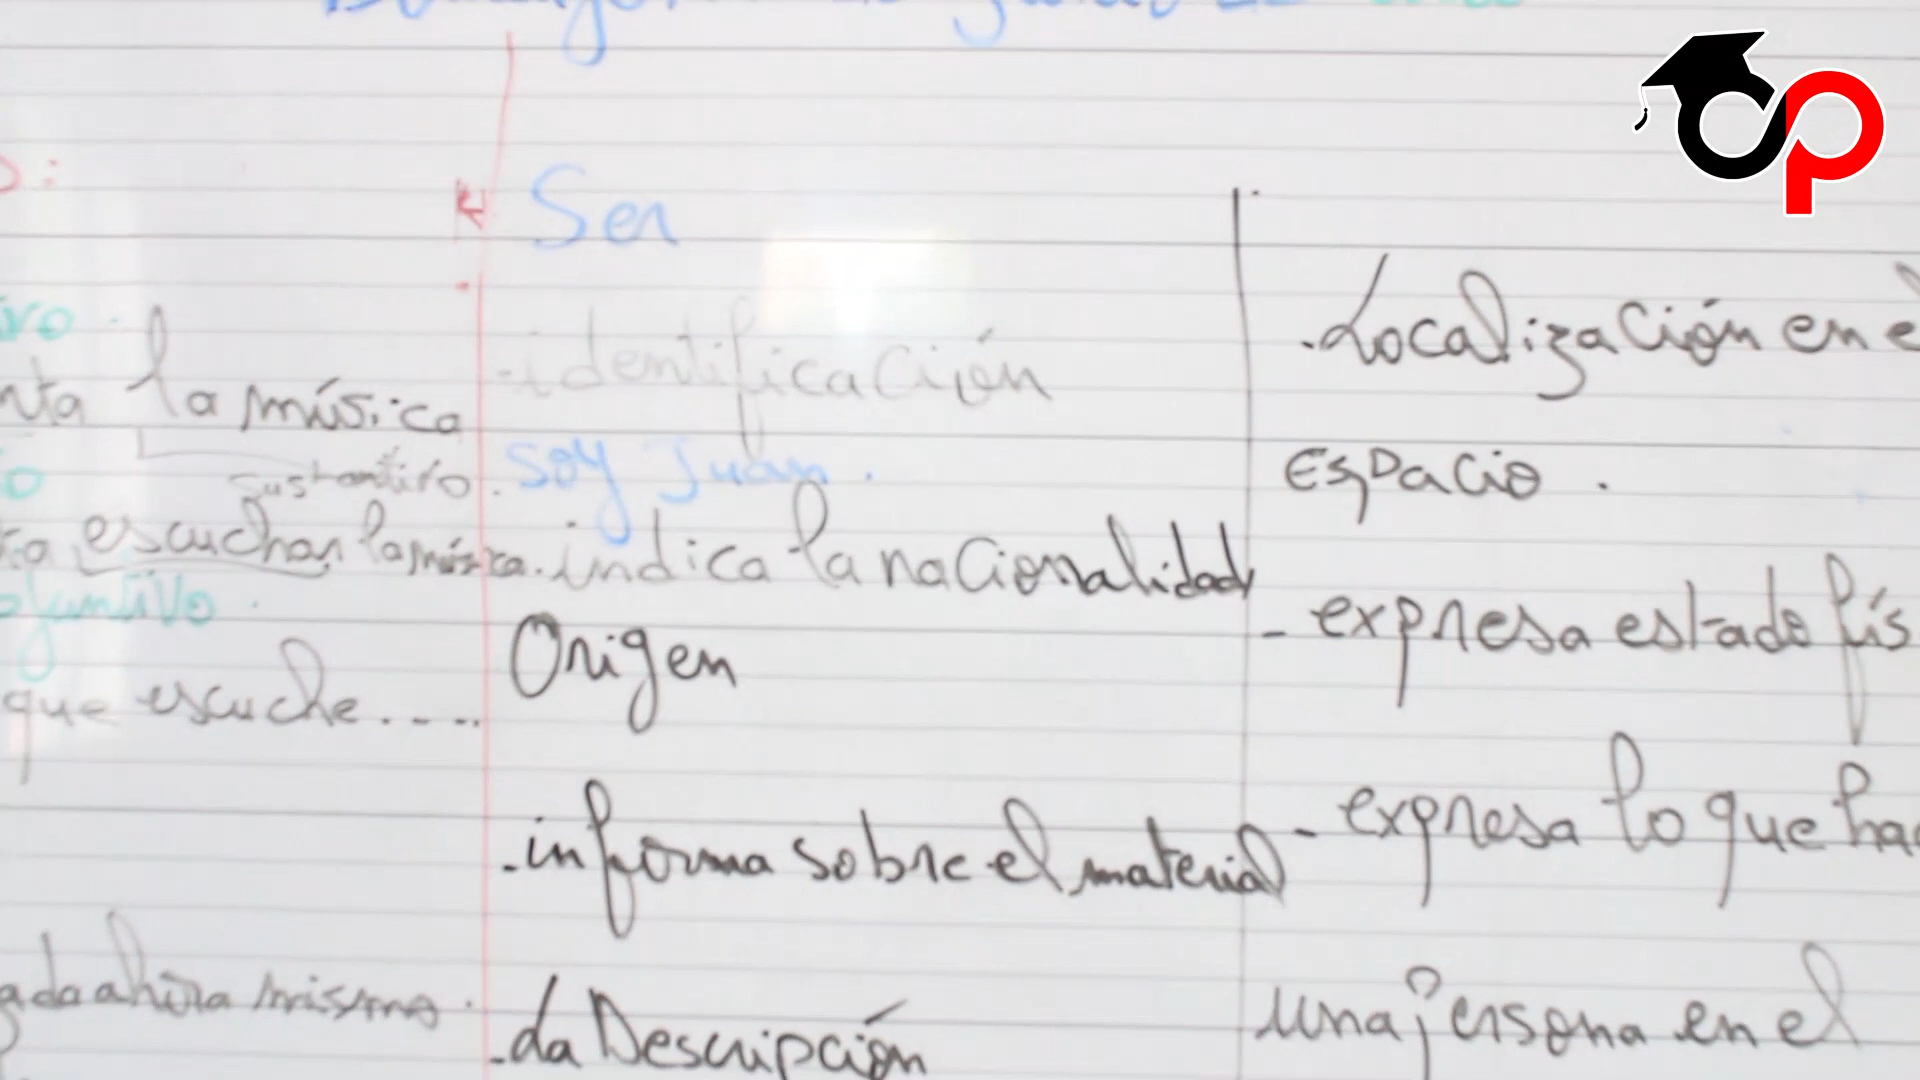 Ser
-identificación
soy Juan.
.indica la nacionalidad
Origen
.informa sobre el material
.da Descripción
.Localización en e
Espacio.
- expresa estado fís
- expresa lo que ha
una persona en el
la música
sustantivo.
escuchar la música
que escuche....
ahora mismo.